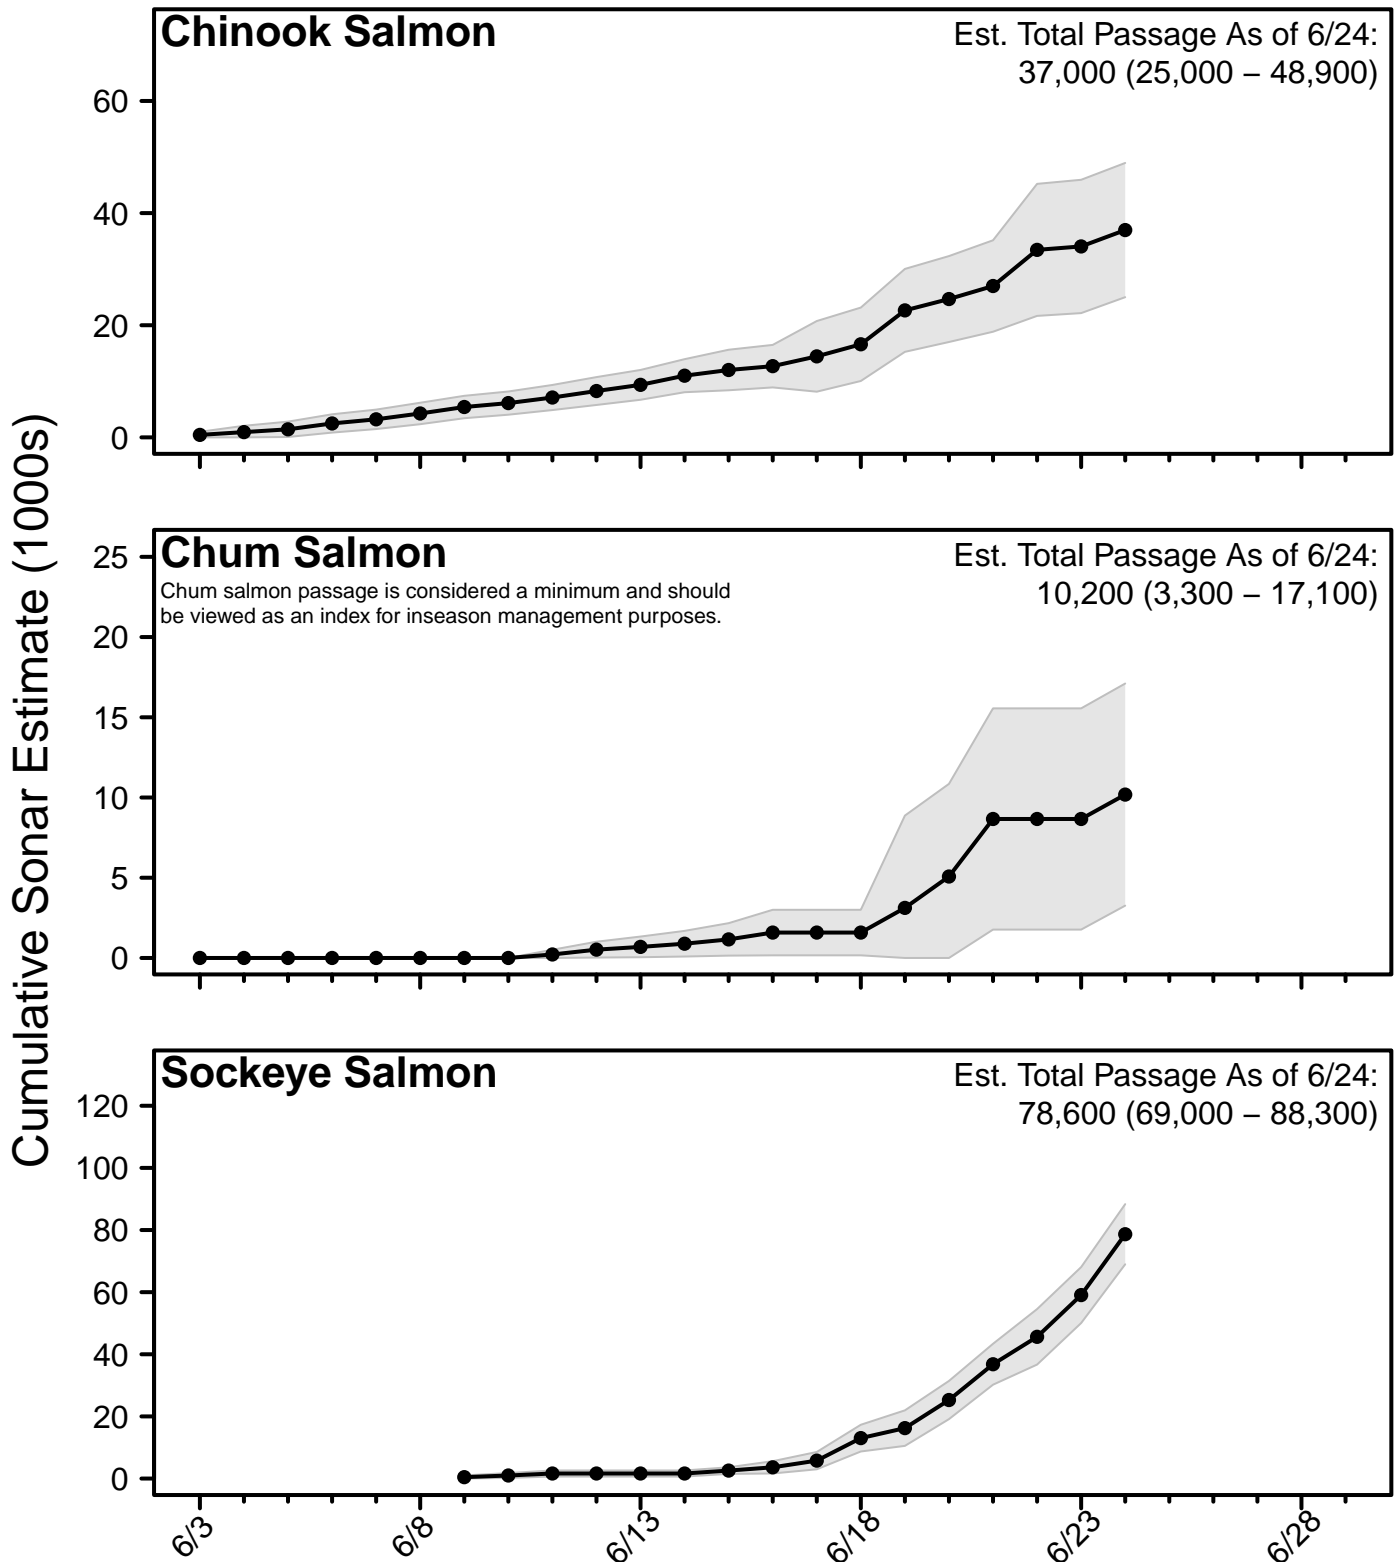 Cumulative Sonar Estimate (1000s)
Chinook Salmon
Est. Total Passage As of 6/24:
37,000 (25,000 – 48,900)
60
40
20
0
Chum Salmon
Est. Total Passage As of 6/24:
10,200 (3,300 – 17,100)
Chum salmon passage is considered a minimum and should
be viewed as an index for inseason management purposes.
25
20
15
10
5
0
Sockeye Salmon
Est. Total Passage As of 6/24:
78,600 (69,000 – 88,300)
120
100
80
60
40
20
0
6/3
6/8
6/13
6/18
6/23
6/28